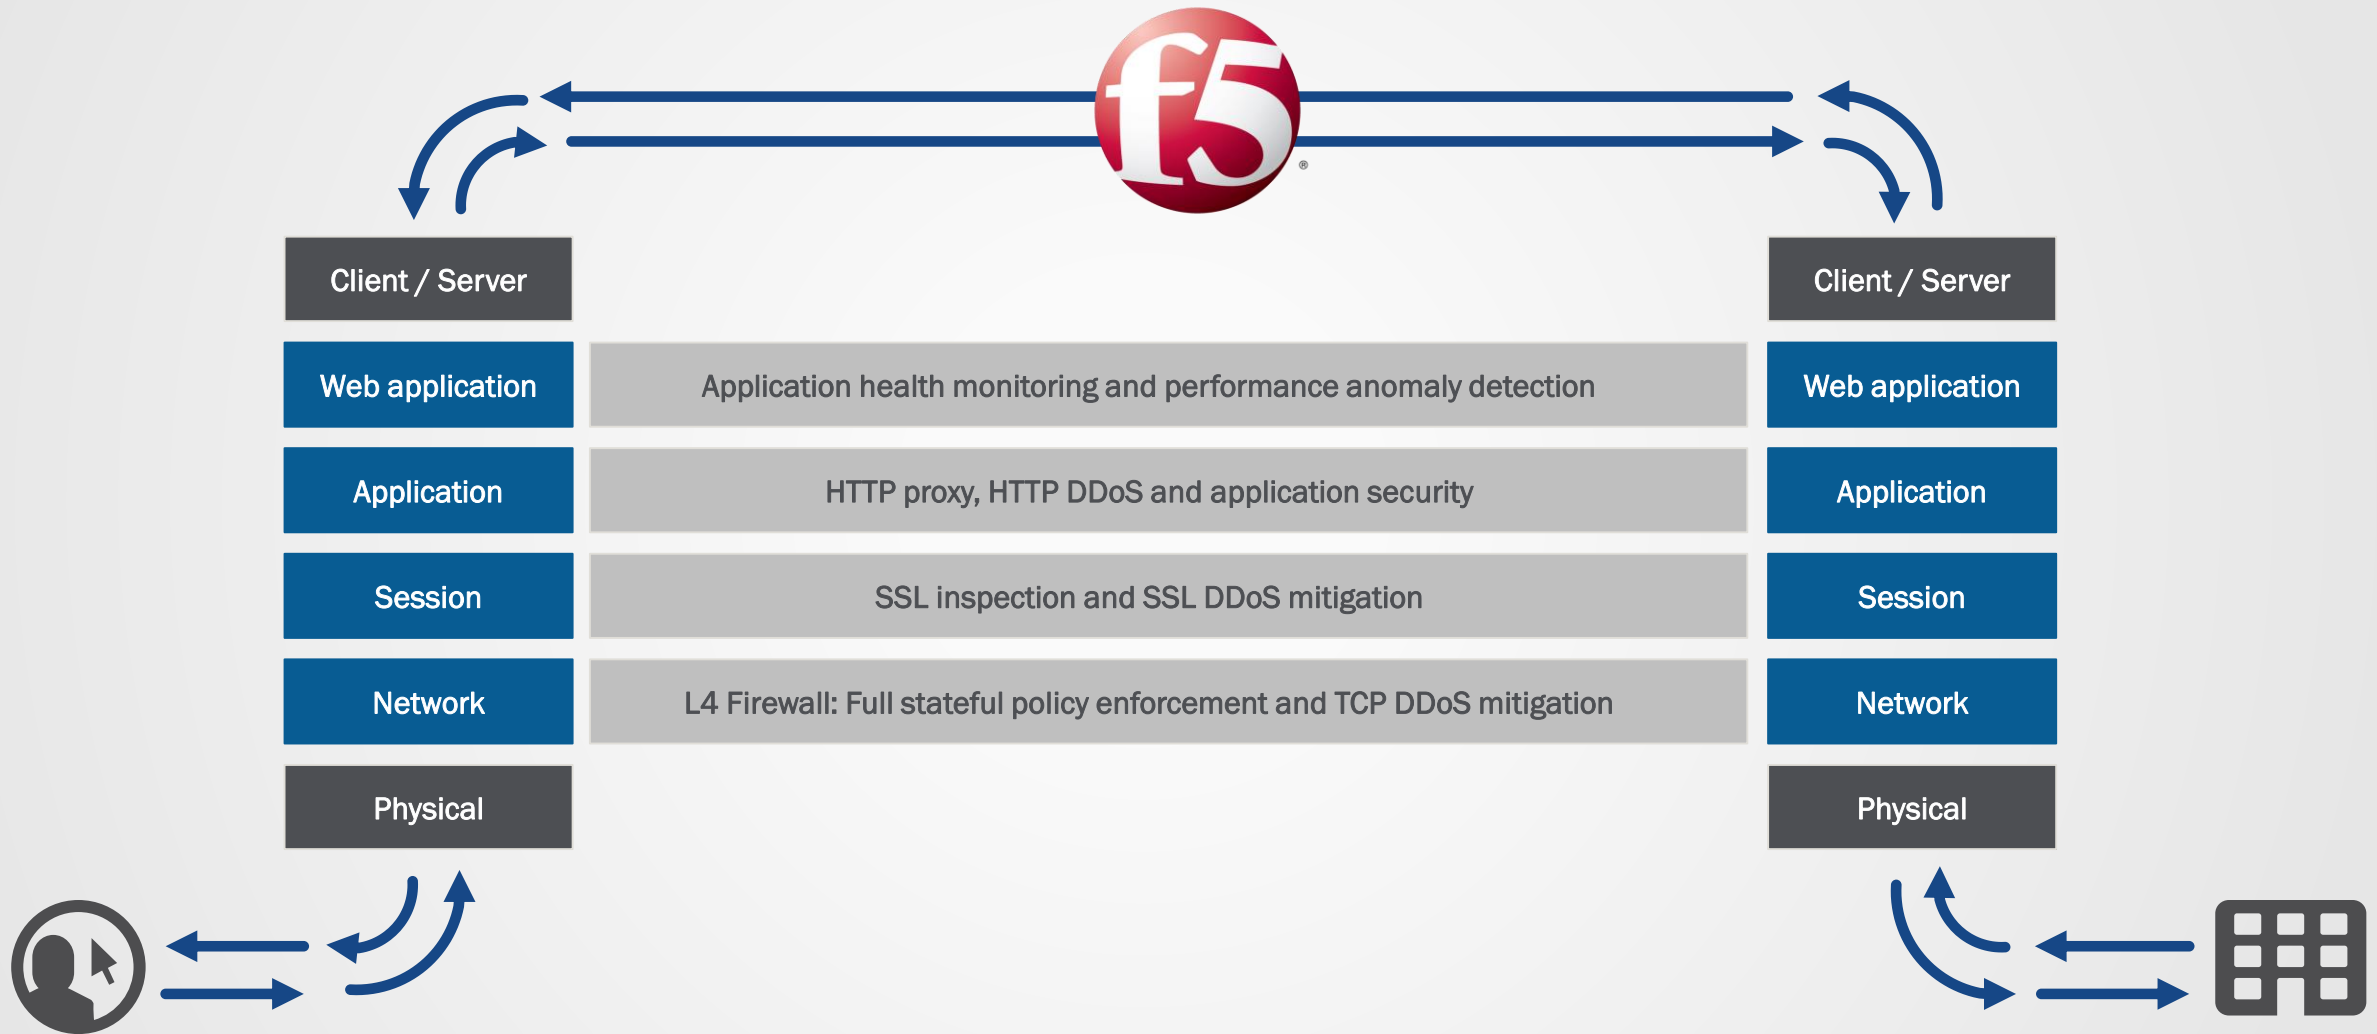 f5
®
Client / Server
Client / Server
Web application
Application health monitoring and performance anomaly detection
Web application
Application
HTTP proxy, HTTP DDoS and application security
Application
Session
SSL inspection and SSL DDoS mitigation
Session
Network
L4 Firewall: Full stateful policy enforcement and TCP DDoS mitigation
Network
Physical
Physical